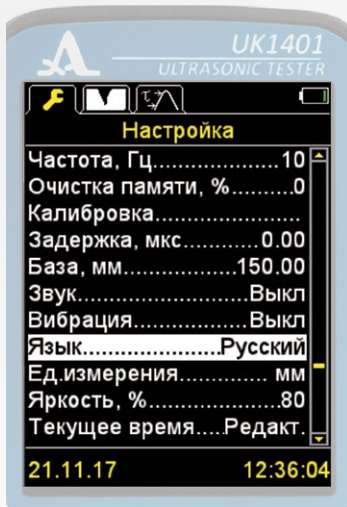 UK1401
ULTRASONIC TESTER
Настройка
Частота, Гц....................10
Очистка памяти, %..........0
Калибровка.......................
Задержка, мкс............0.00
База, мм.................150.00
Звук..........................Выкл
Вибрация..................Выкл
Язык......................Русский
Ед.измерения.............. мм
Яркость, %.....................80
Текущее время.....Редакт.
21.11.17 12:36:04